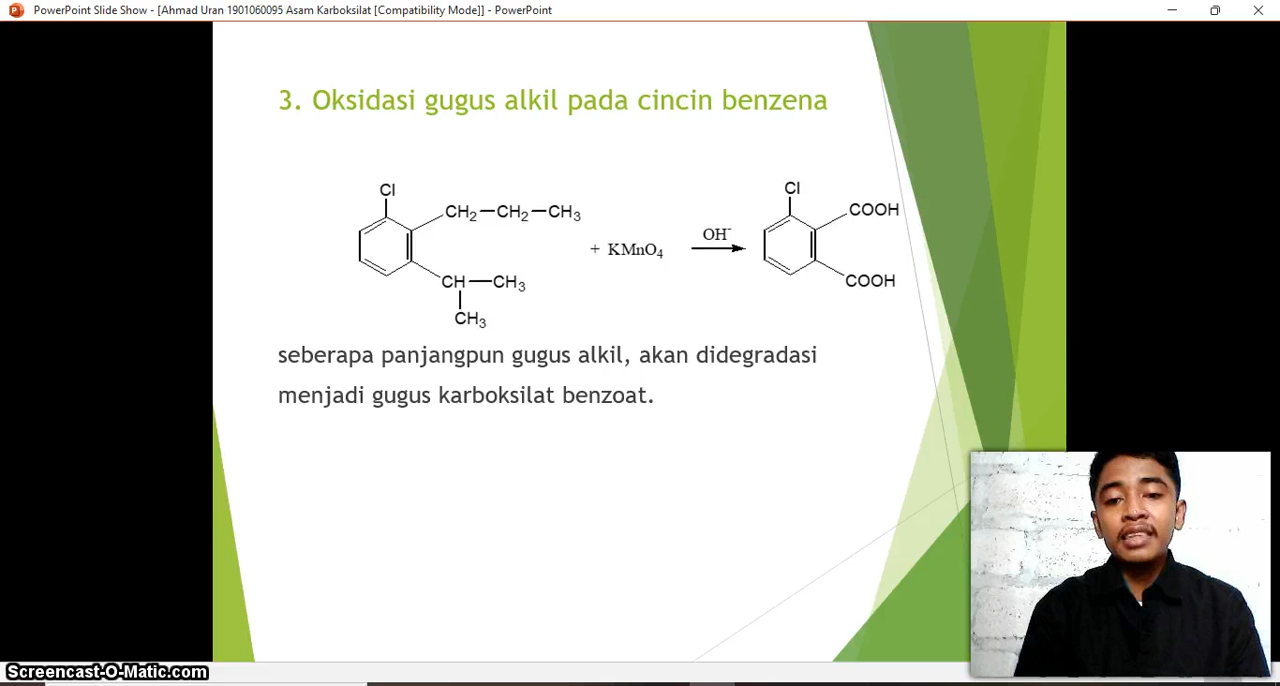 PowerPoint Slide Show - [Ahmad Uran 1901060095 Asam Karboksilat [Compatibility Mode]] - PowerPoint
3. Oksidasi gugus alkil pada cincin benzena
Cl
CH₂—CH₂—CH₃
CH—CH₃
CH₃
+ KMnO₄
OH⁻
Cl
COOH
COOH
seberapa panjangpun gugus alkil, akan didegradasi
menjadi gugus karboksilat benzoat.
Screencast-O-Matic.com